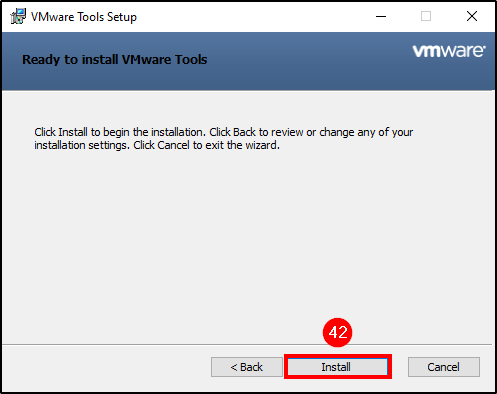 VMware Tools Setup
Ready to install VMware Tools
vmware®
Click Install to begin the installation. Click Back to review or change any of your
installation settings. Click Cancel to exit the wizard.
42
< Back Install Cancel